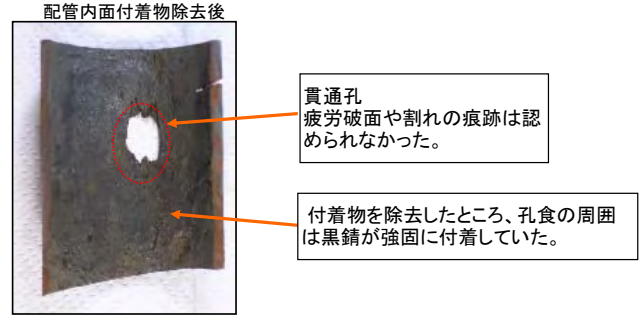 配管内面付着物除去後
貫通孔
疲労破面や割れの痕跡は認
められなかった。
付着物を除去したところ、孔食の周囲
は黒錆が強固に付着していた。